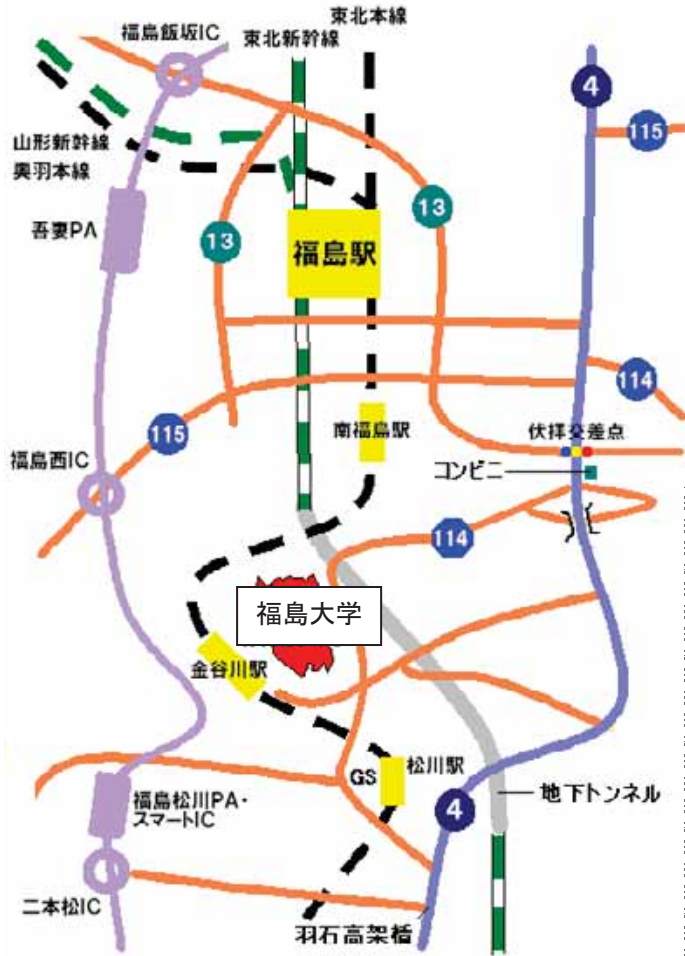 福島飯坂IC
東北新幹線
東北本線
4
115
山形新幹線
奥羽本線
吾妻PA
13
13
福島駅
114
115
南福島駅
伏拝交差点
福島西IC
コンビニ
114
福島大学
金谷川駅
松川駅
GS
福島松川PA・
スマートIC
4
地下トンネル
二本松IC
羽石高架楯